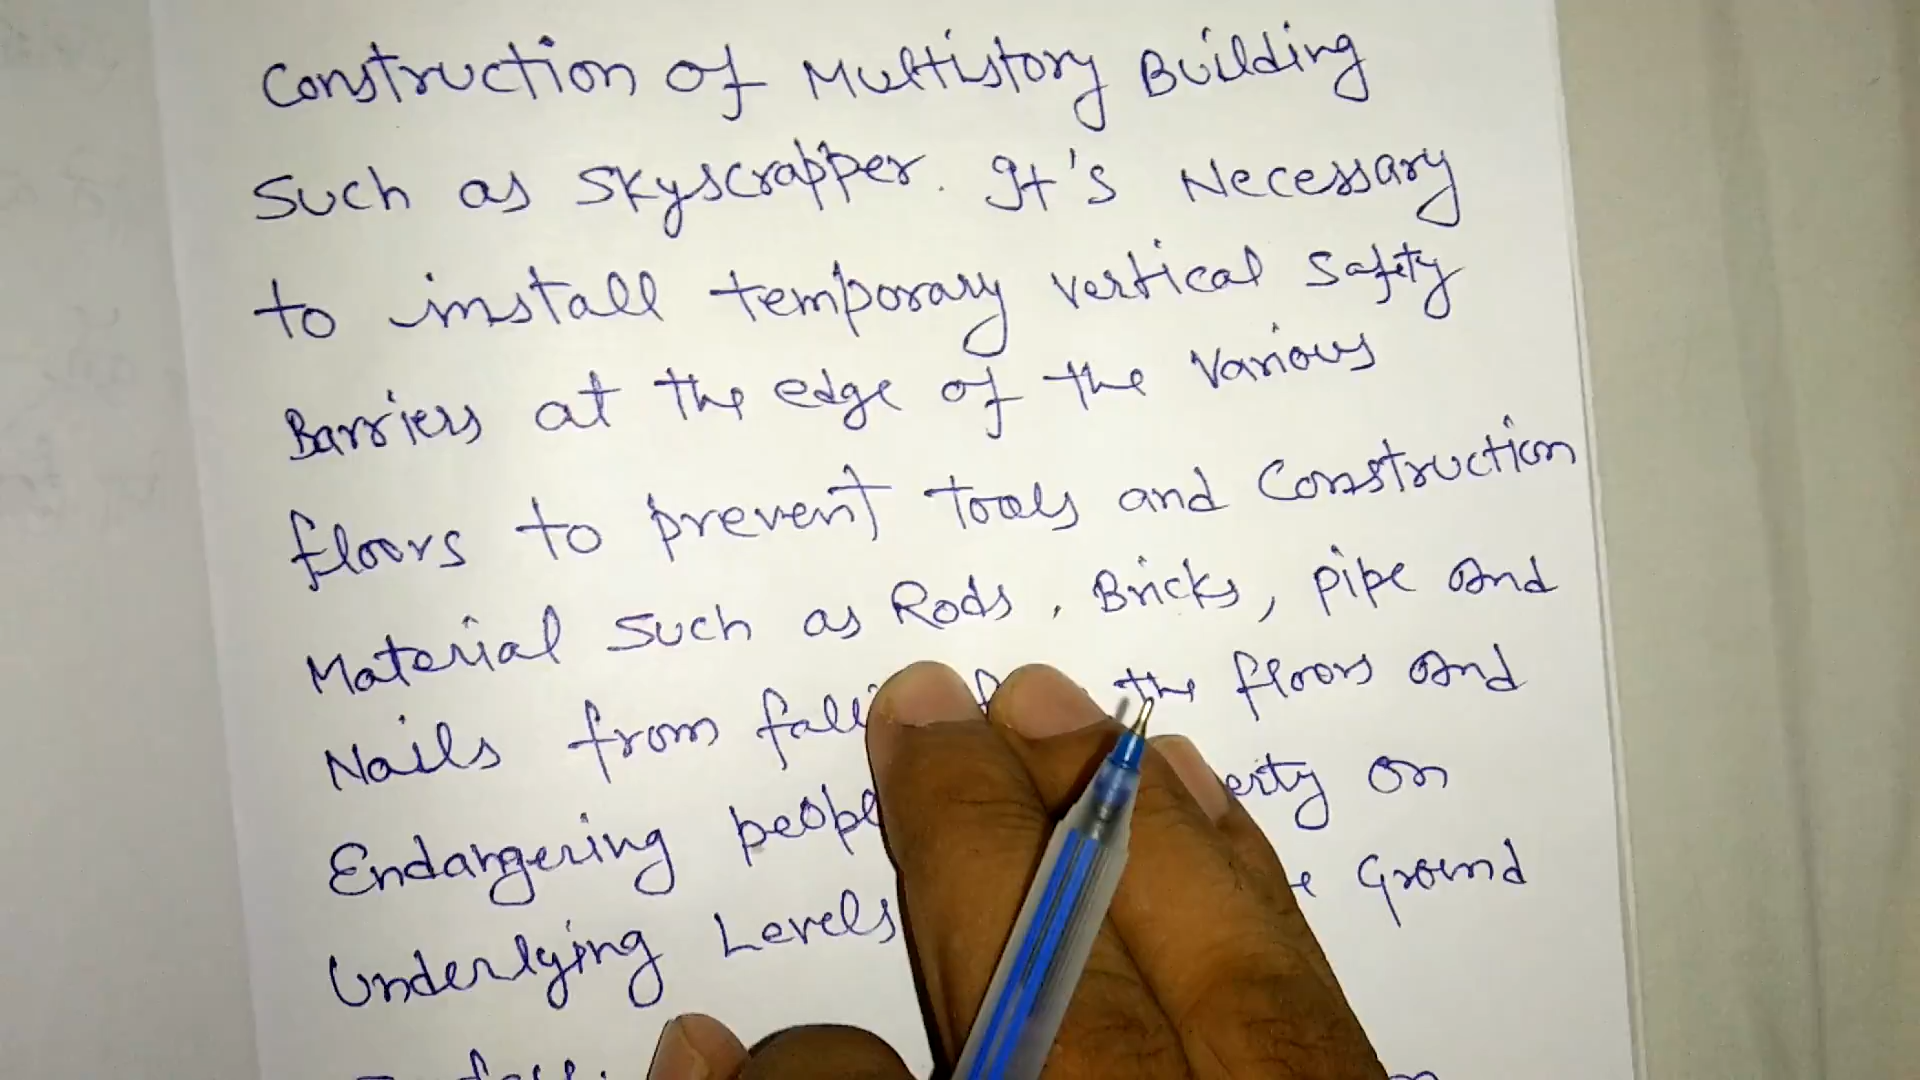 Construction of Multistory Building
Such as Skyscrapper. It's Necessary
to install temporary vertical Safety
Barriers at the edge of the Various
floors to prevent tools and Construction
Material Such as Rods, Bricks, pipe and
Nails from the floors and
Endangering on
Underlying Levels Ground